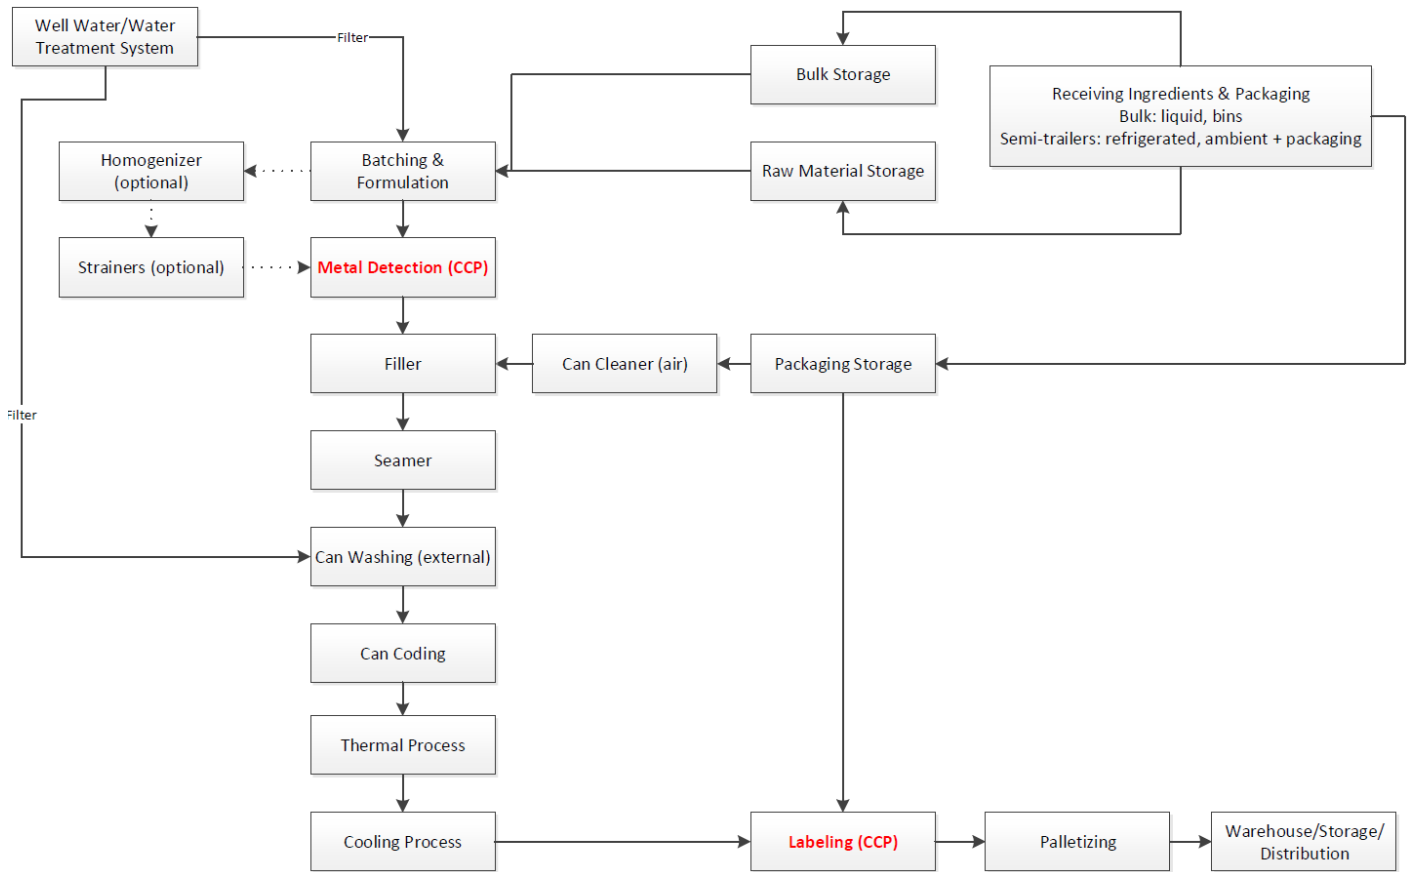 Well Water/Water
Treatment System
Filter
Bulk Storage
Receiving Ingredients & Packaging
Bulk: liquid, bins
Semi-trailers: refrigerated, ambient + packaging
Homogenizer
(optional)
Batching &
Formulation
Raw Material Storage
Strainers (optional)
Metal Detection (CCP)
Filler
Can Cleaner (air)
Packaging Storage
Filter
Seamer
Can Washing (external)
Can Coding
Thermal Process
Cooling Process
Labeling (CCP)
Palletizing
Warehouse/Storage/
Distribution